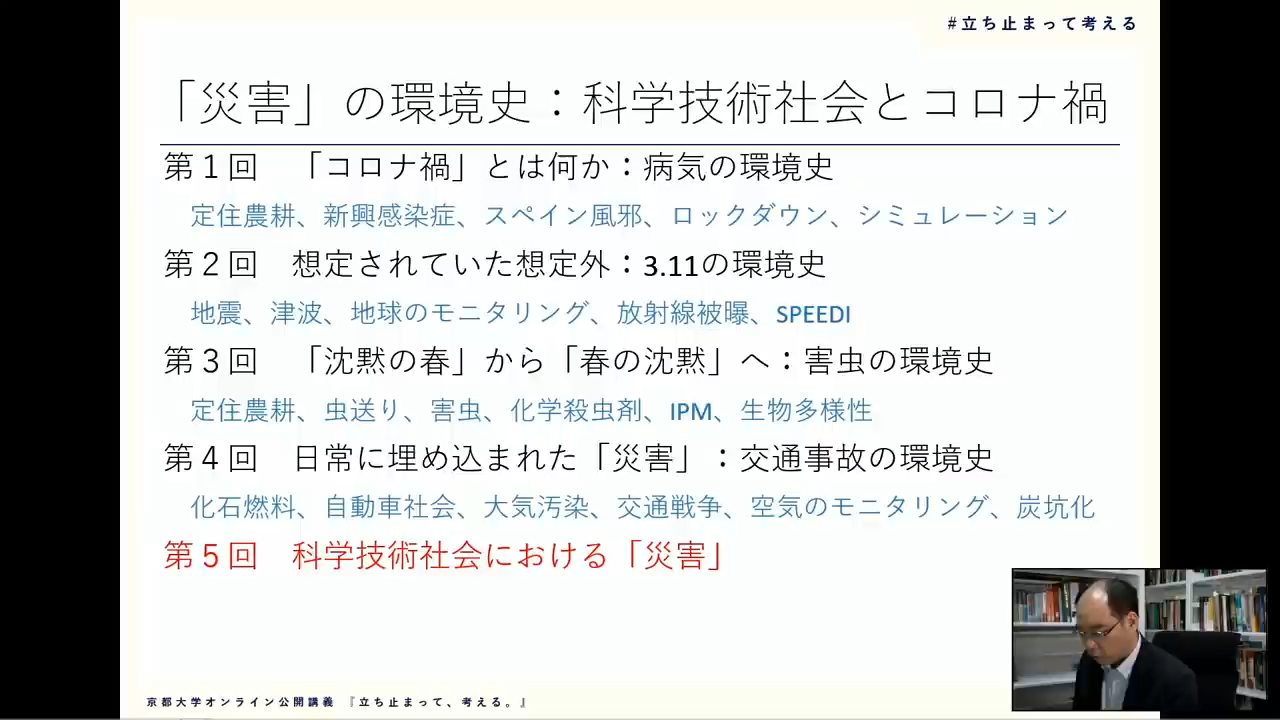 #立ち止まって考える
「災害」の環境史：科学技術社会とコロナ禍
第１回　「コロナ禍」とは何か：病気の環境史
定住農耕、新興感染症、スペイン風邪、ロックダウン、シミュレーション
第２回　想定されていた想定外：3.11の環境史
地震、津波、地球のモニタリング、放射線被曝、SPEEDI
第３回　「沈黙の春」から「春の沈黙」へ：害虫の環境史
定住農耕、虫送り、害虫、化学殺虫剤、IPM、生物多様性
第４回　日常に埋め込まれた「災害」：交通事故の環境史
化石燃料、自動車社会、大気汚染、交通戦争、空気のモニタリング、炭坑化
第５回　科学技術社会における「災害」
京都大学オンライン公開講義 『立ち止まって、考える。』